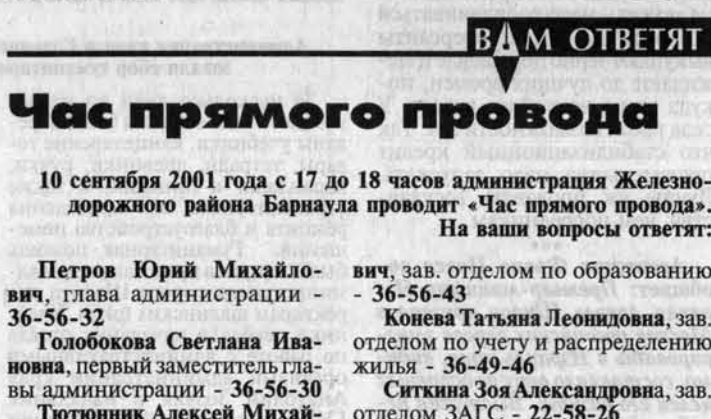 ВАМ ОТВЕТЯТ
Час прямого провода
10 сентября 2001 года с 17 до 18 часов администрация Железно-
дорожного района Барнаула проводит «Час прямого провода».
На ваши вопросы ответят:
Петров Юрий Михайло-
вич, глава администрации -
36-56-32
Голобокова Светлана Ива-
новна, первый заместитель гла-
вы администрации - 36-56-30
Тютюнник Алексей Михай-
вич, зав. отделом по образованию
- 36-56-43
Конева Татьяна Леонидовна, зав.
отделом по учету и распределению
жилья - 36-49-46
Ситкина Зоя Александровна, зав.
отделом ЗАГС - 22-58-26